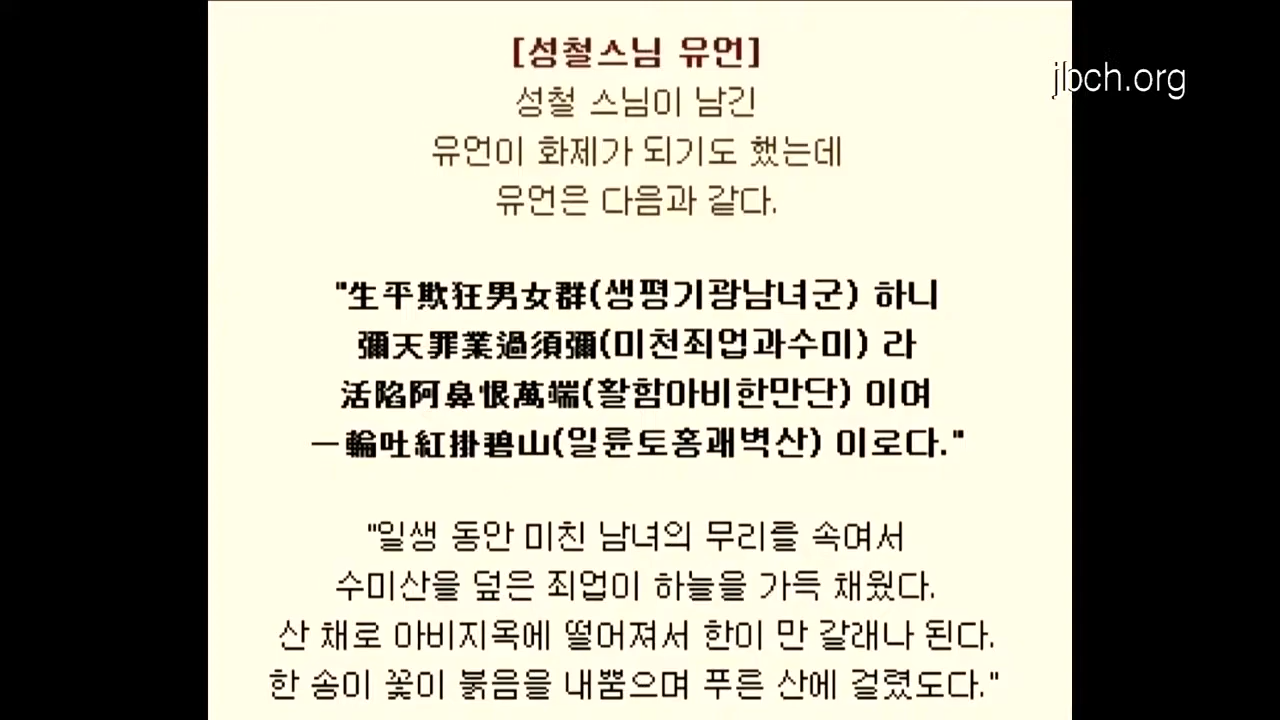 [성철스님 유언]
jbch.org
성철 스님이 남긴
유언이 화제가 되기도 했는데
유언은 다음과 같다.
"生平欺狂男女群(생평기광남녀군) 하니
彌天罪業過須彌(미천죄업과수미) 라
活陷阿鼻恨萬端(활함아비한만단) 이여
一輪吐紅掛碧山(일륜토홍괘벽산) 이로다."
"일생 동안 미친 남녀의 무리를 속여서
수미산을 덮은 죄업이 하늘을 가득 채웠다.
산 채로 아비지옥에 떨어져서 한이 만 갈래나 된다.
한 송이 꽃이 붉음을 내뿜으며 푸른 산에 걸렸도다."